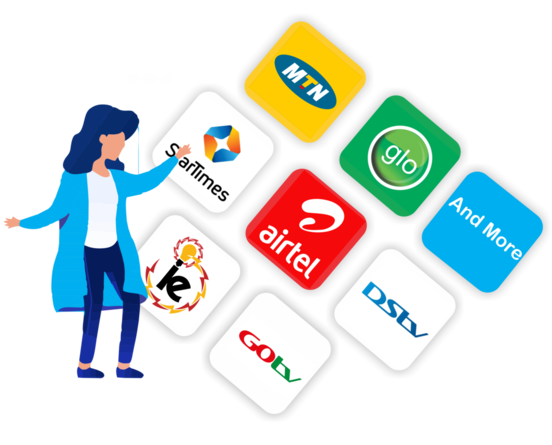 MTN
glo
StarTimes
And More
airtel
ie
DStv
GOtv